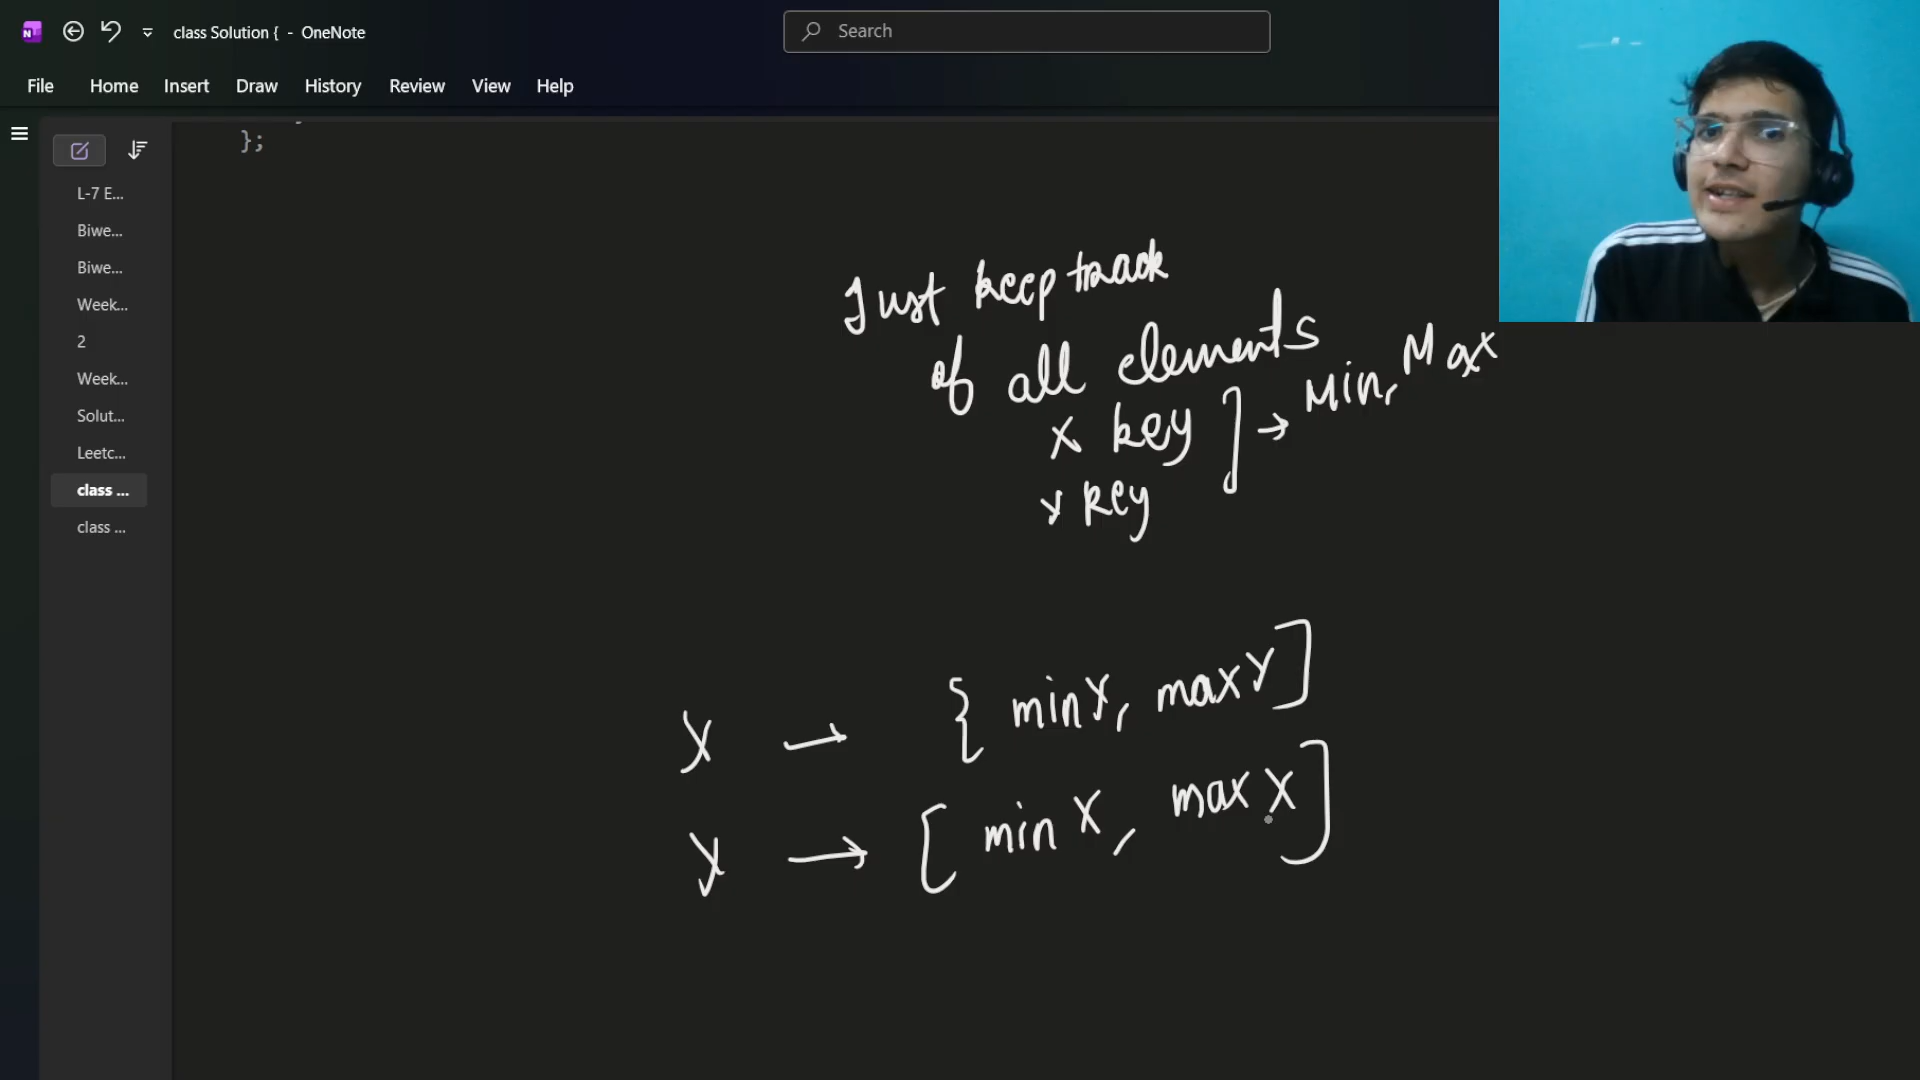 class Solution { - OneNote
Search
File Home Insert Draw History Review View Help
};
L-7 E...
Biwe...
Biwe...
Week...
2
Week...
Solut...
Leetc...
class ...
class ...
Just keep track
of all elements
x key ] → Min, Max
y key
X → { minY, maxY ]
Y → [ min X, max X ]